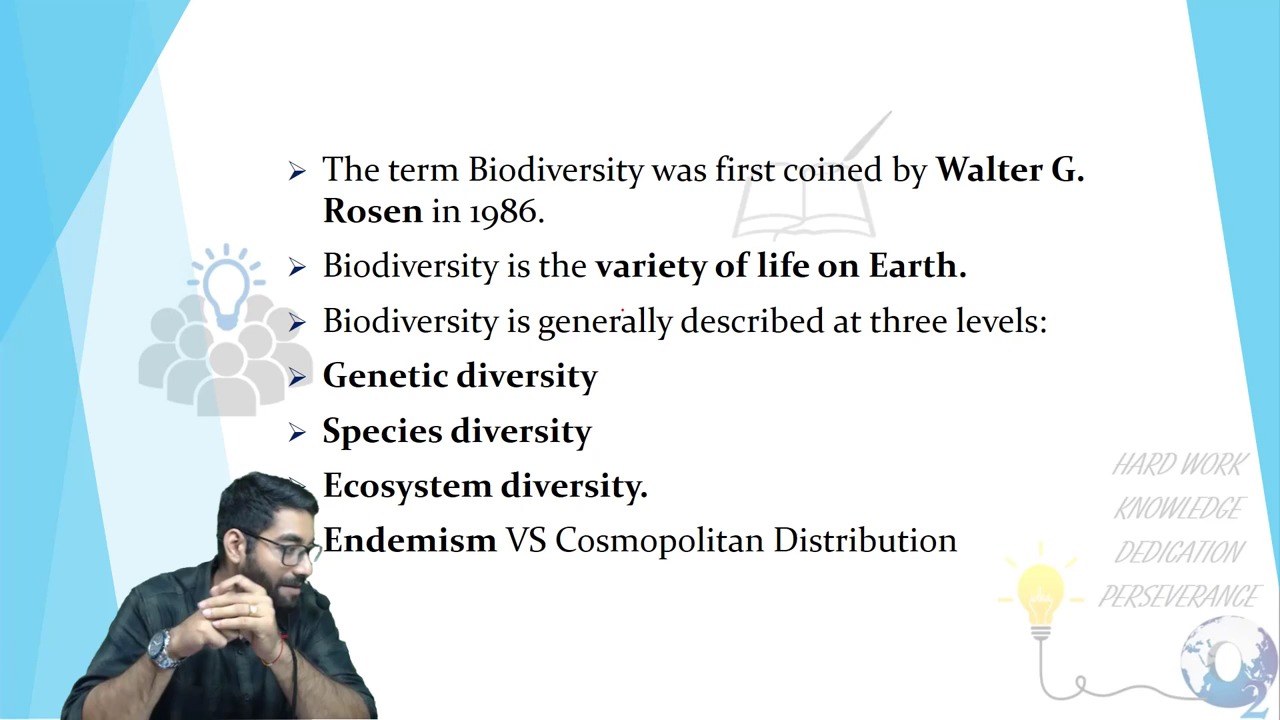 The term Biodiversity was first coined by Walter G.
Rosen in 1986.
Biodiversity is the variety of life on Earth.
Biodiversity is generally described at three levels:
Genetic diversity
Species diversity
Ecosystem diversity.
Endemism VS Cosmopolitan Distribution
HARD WORK
KNOWLEDGE
DEDICATION
PERSEVERANCE
O2